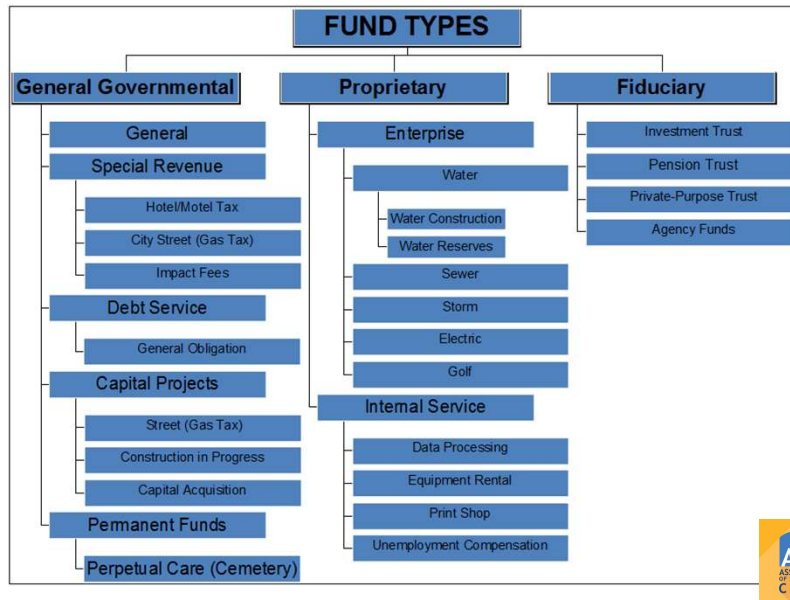 FUND TYPES
General Governmental
General
Special Revenue
Hotel/Motel Tax
City Street (Gas Tax)
Impact Fees
Debt Service
General Obligation
Capital Projects
Street (Gas Tax)
Construction in Progress
Capital Acquisition
Permanent Funds
Perpetual Care (Cemetery)
Proprietary
Enterprise
Water
Water Construction
Water Reserves
Sewer
Storm
Electric
Golf
Internal Service
Data Processing
Equipment Rental
Print Shop
Unemployment Compensation
Fiduciary
Investment Trust
Pension Trust
Private-Purpose Trust
Agency Funds